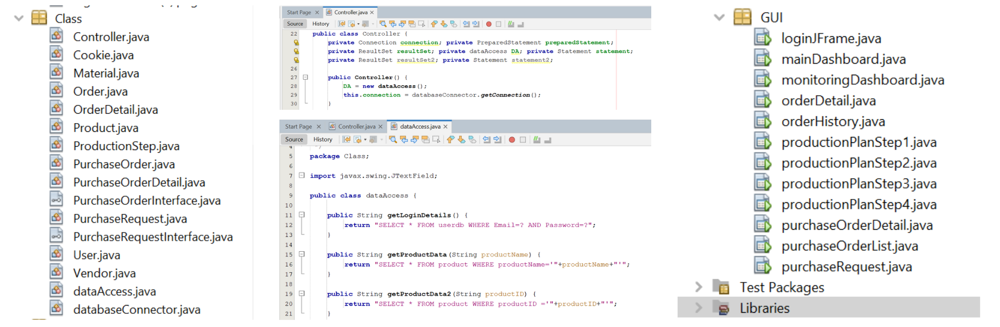 Class
Controller.java
Cookie.java
Material.java
Order.java
OrderDetail.java
Product.java
ProductionStep.java
PurchaseOrder.java
PurchaseOrderDetail.java
PurchaseOrderInterface.java
PurchaseRequest.java
PurchaseRequestInterface.java
User.java
Vendor.java
dataAccess.java
databaseConnector.java
Start Page Controller.java
Source History
22 public class Controller {
private Connection connection; private PreparedStatement preparedStatement;
private ResultSet resultSet; private dataAccess DA; private Statement statement;
private ResultSet resultSet2; private Statement statement2;
26
27 public Controller() {
28 DA = new dataAccess();
29 this.connection = databaseConnector.getConnection();
30 }
Start Page Controller.java dataAccess.java
Source History
4 */
5 package Class;
6
7 import javax.swing.JTextField;
8
9 public class dataAccess {
10
11 public String getLoginDetails() {
12 return "SELECT * FROM userdb WHERE Email=? AND Password=?";
13 }
14
15 public String getProductData(String productName) {
16 return "SELECT * FROM product WHERE productName='"+productName+"'";
17 }
18
19 public String getProductData2(String productID) {
20 return "SELECT * FROM product WHERE productID ='"+productID+"'";
21 }
GUI
loginJFrame.java
mainDashboard.java
monitoringDashboard.java
orderDetail.java
orderHistory.java
productionPlanStep1.java
productionPlanStep2.java
productionPlanStep3.java
productionPlanStep4.java
purchaseOrderDetail.java
purchaseOrderList.java
purchaseRequest.java
Test Packages
Libraries